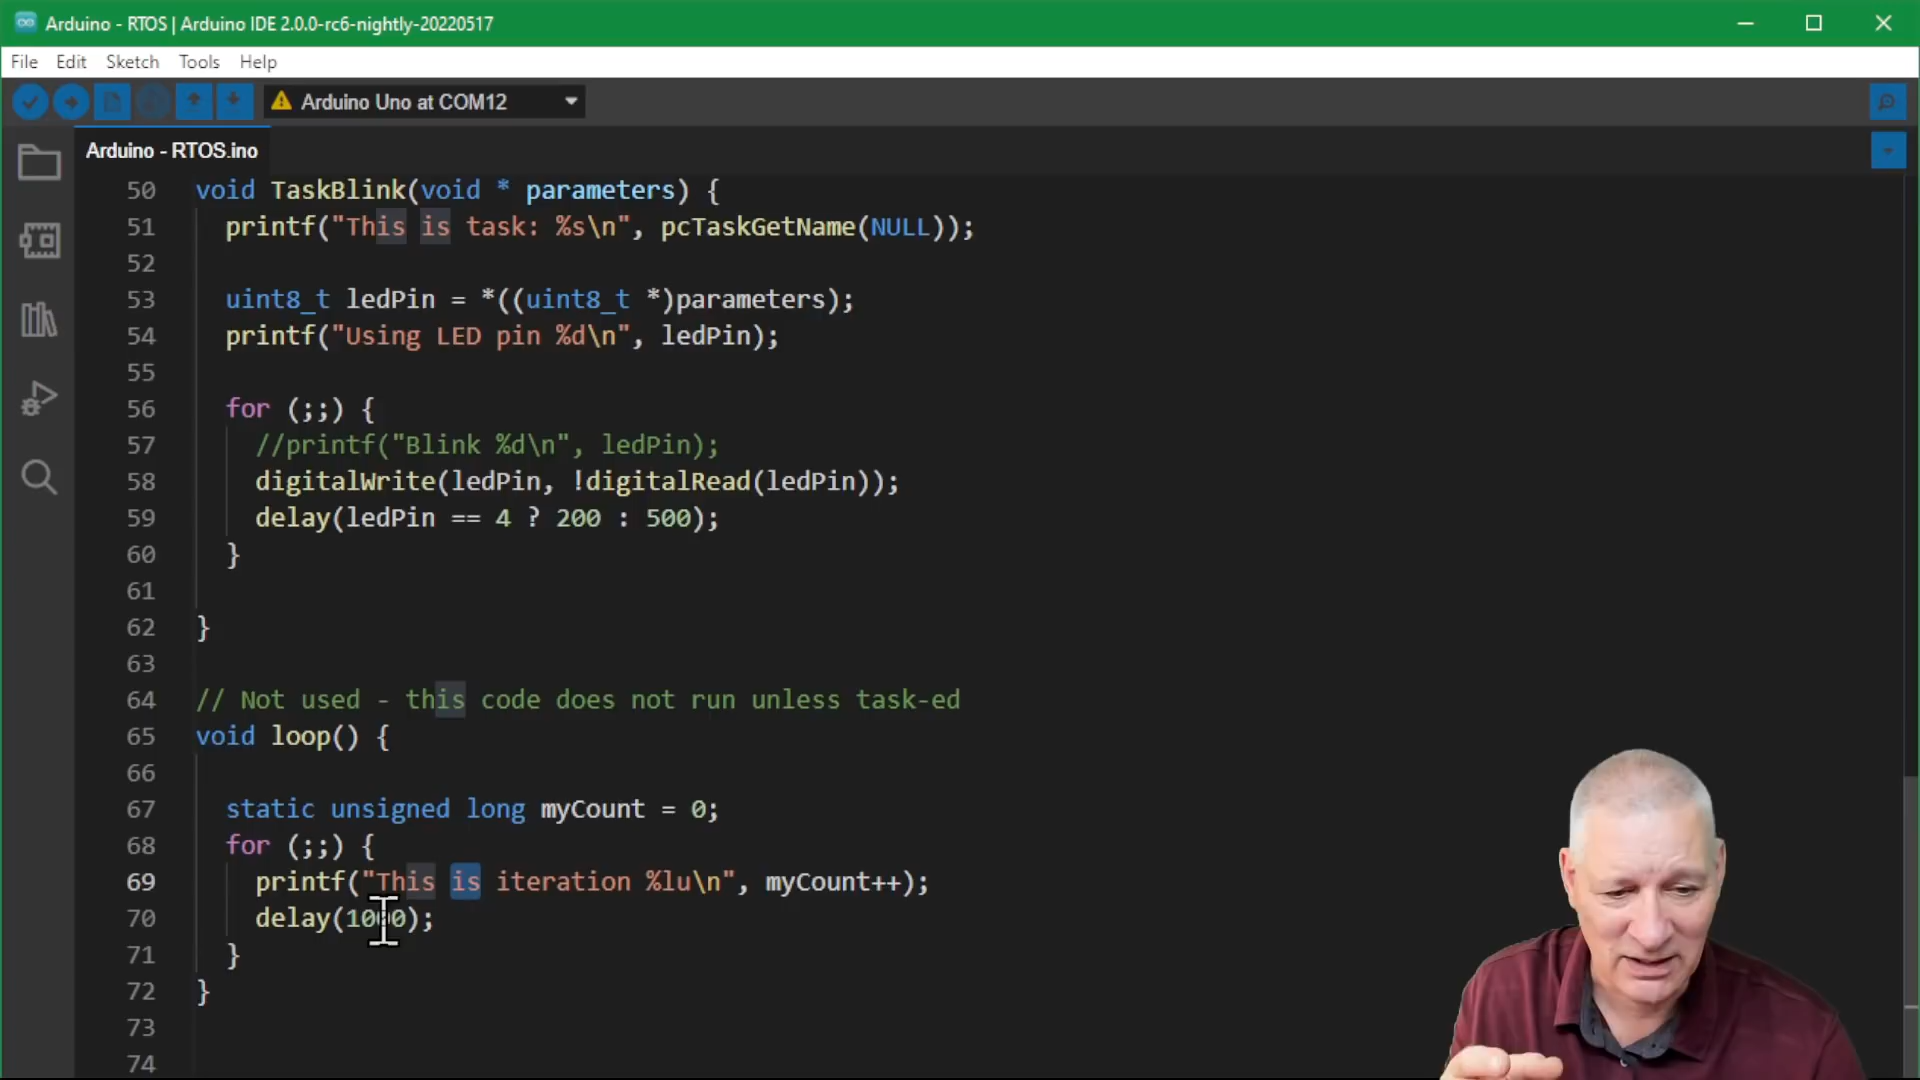 Arduino - RTOS | Arduino IDE 2.0.0-rc6-nightly-20220517
File Edit Sketch Tools Help
Arduino Uno at COM12
Arduino - RTOS.ino
50 void TaskBlink(void * parameters) {
51 printf("This is task: %s\n", pcTaskGetName(NULL));
52
53 uint8_t ledPin = *((uint8_t *)parameters);
54 printf("Using LED pin %d\n", ledPin);
55
56 for (;;) {
57 //printf("Blink %d\n", ledPin);
58 digitalWrite(ledPin, !digitalRead(ledPin));
59 delay(ledPin == 4 ? 200 : 500);
60 }
61
62 }
63
64 // Not used - this code does not run unless task-ed
65 void loop() {
66
67 static unsigned long myCount = 0;
68 for (;;) {
69 printf("This is iteration %lu\n", myCount++);
70 delay(1000);
71 }
72 }
73
74